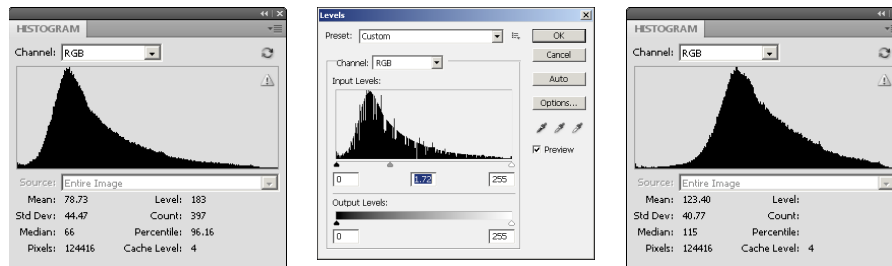 HISTOGRAM
Channel: RGB
Source: Entire Image
Mean: 78.73 Level: 183
Std Dev: 44.47 Count: 397
Median: 66 Percentile: 96.16
Pixels: 124416 Cache Level: 4
Levels
Preset: Custom
OK
Cancel
Auto
Options...
Preview
Channel: RGB
Input Levels:
0 1.72 255
Output Levels:
0 255
HISTOGRAM
Channel: RGB
Source: Entire Image
Mean: 123.40 Level:
Std Dev: 40.77 Count:
Median: 115 Percentile:
Pixels: 124416 Cache Level: 4